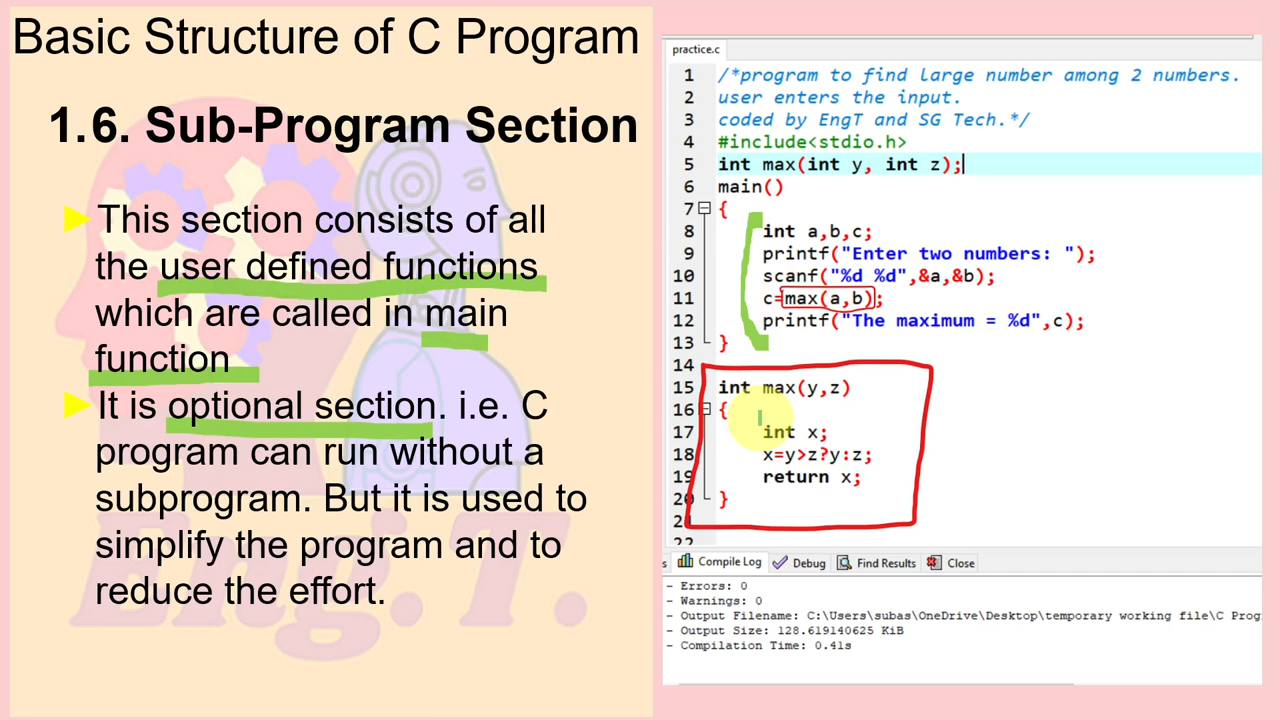 Basic Structure of C Program
1.6. Sub-Program Section
This section consists of all
the user defined functions
which are called in main
function
It is optional section. i.e. C
program can run without a
subprogram. But it is used to
simplify the program and to
reduce the effort.
Eng.T.
practice.c
1 /*program to find large number among 2 numbers.
2 user enters the input.
3 coded by EngT and SG Tech.*/
4 #include<stdio.h>
5 int max(int y, int z);
6 main()
7 {
8 int a,b,c;
9 printf("Enter two numbers: ");
10 scanf("%d %d",&a,&b);
11 c=max(a,b);
12 printf("The maximum = %d",c);
13 }
14
15 int max(y,z)
16 {
17 int x;
18 x=y>z?y:z;
19 return x;
20 }
21
22
s Compile Log Debug Find Results Close
- Errors: 0
- Warnings: 0
- Output Filename: C:\Users\subas\OneDrive\Desktop\temporary working file\C Prog
- Output Size: 128.619140625 KiB
- Compilation Time: 0.41s